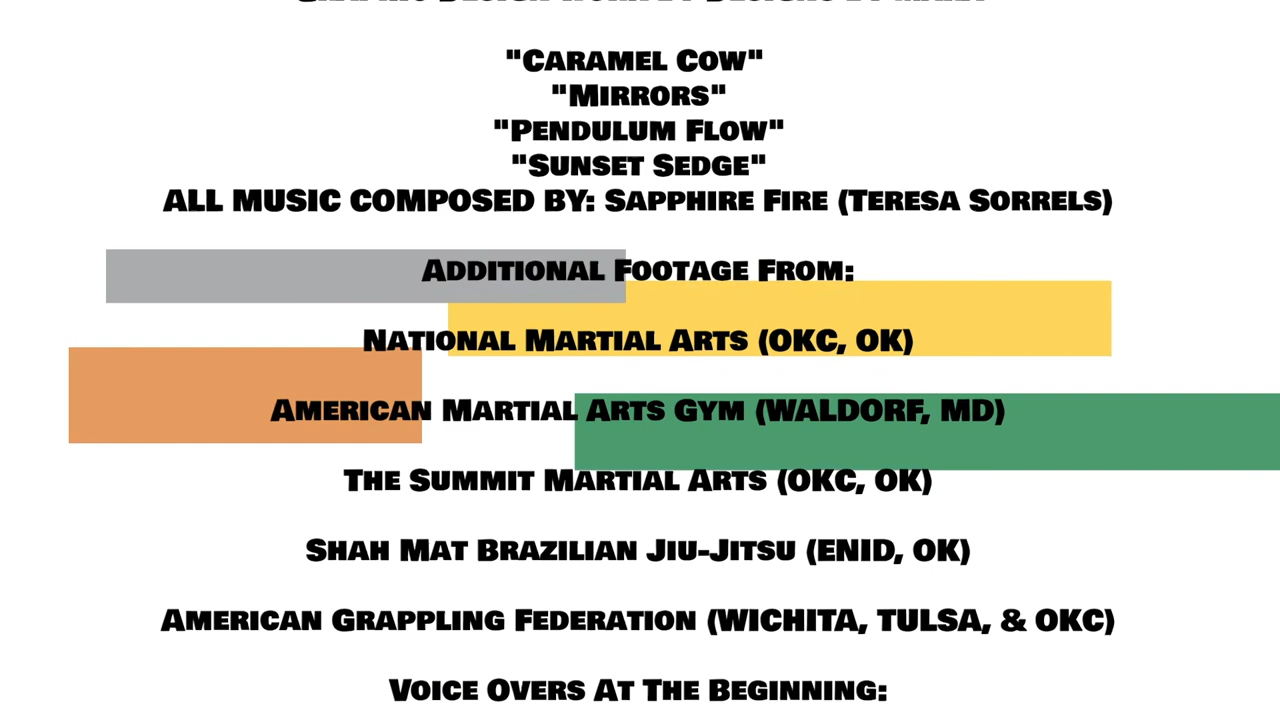 "Caramel Cow"
"Mirrors"
"Pendulum Flow"
"Sunset Sedge"
ALL MUSIC COMPOSED BY: Sapphire Fire (Teresa Sorrels)
Additional Footage From:
National Martial Arts (OKC, OK)
American Martial Arts Gym (WALDORF, MD)
The Summit Martial Arts (OKC, OK)
Shah Mat Brazilian Jiu-Jitsu (ENID, OK)
American Grappling Federation (WICHITA, TULSA, & OKC)
Voice Overs At The Beginning: